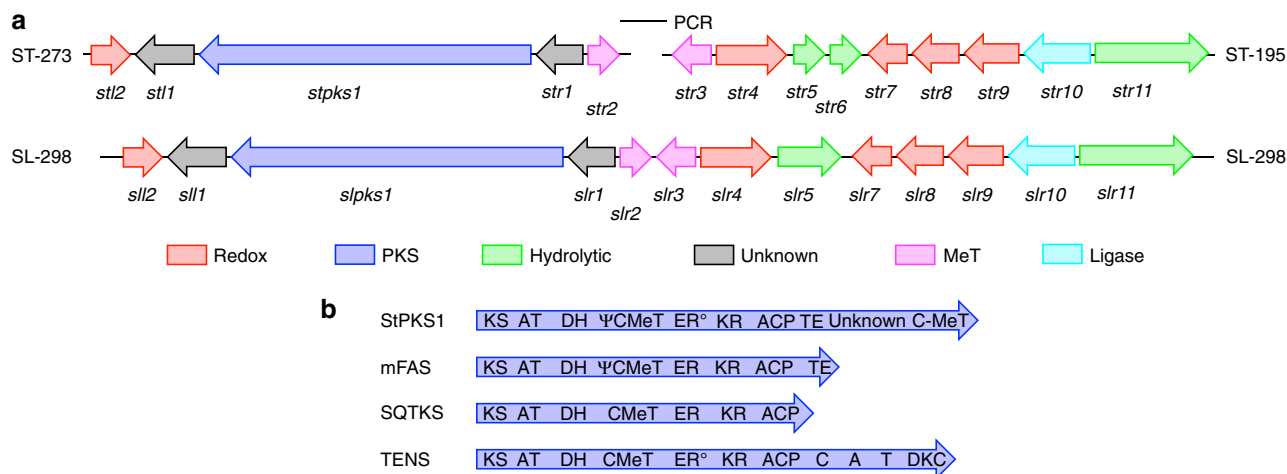 a
PCR
ST-273
ST-195
stl2 stl1 stpks1 str1 str2 str3 str4 str5 str6 str7 str8 str9 str10 str11
SL-298
SL-298
sll2 sll1 slpks1 slr1 slr2 slr3 slr4 slr5 slr7 slr8 slr9 slr10 slr11
Redox PKS Hydrolytic Unknown MeT Ligase
b
StPKS1 KS AT DH ΨCMeT ER° KR ACP TE Unknown C-MeT
mFAS KS AT DH ΨCMeT ER KR ACP TE
SQTKS KS AT DH CMeT ER KR ACP
TENS KS AT DH CMeT ER° KR ACP C A T DKC